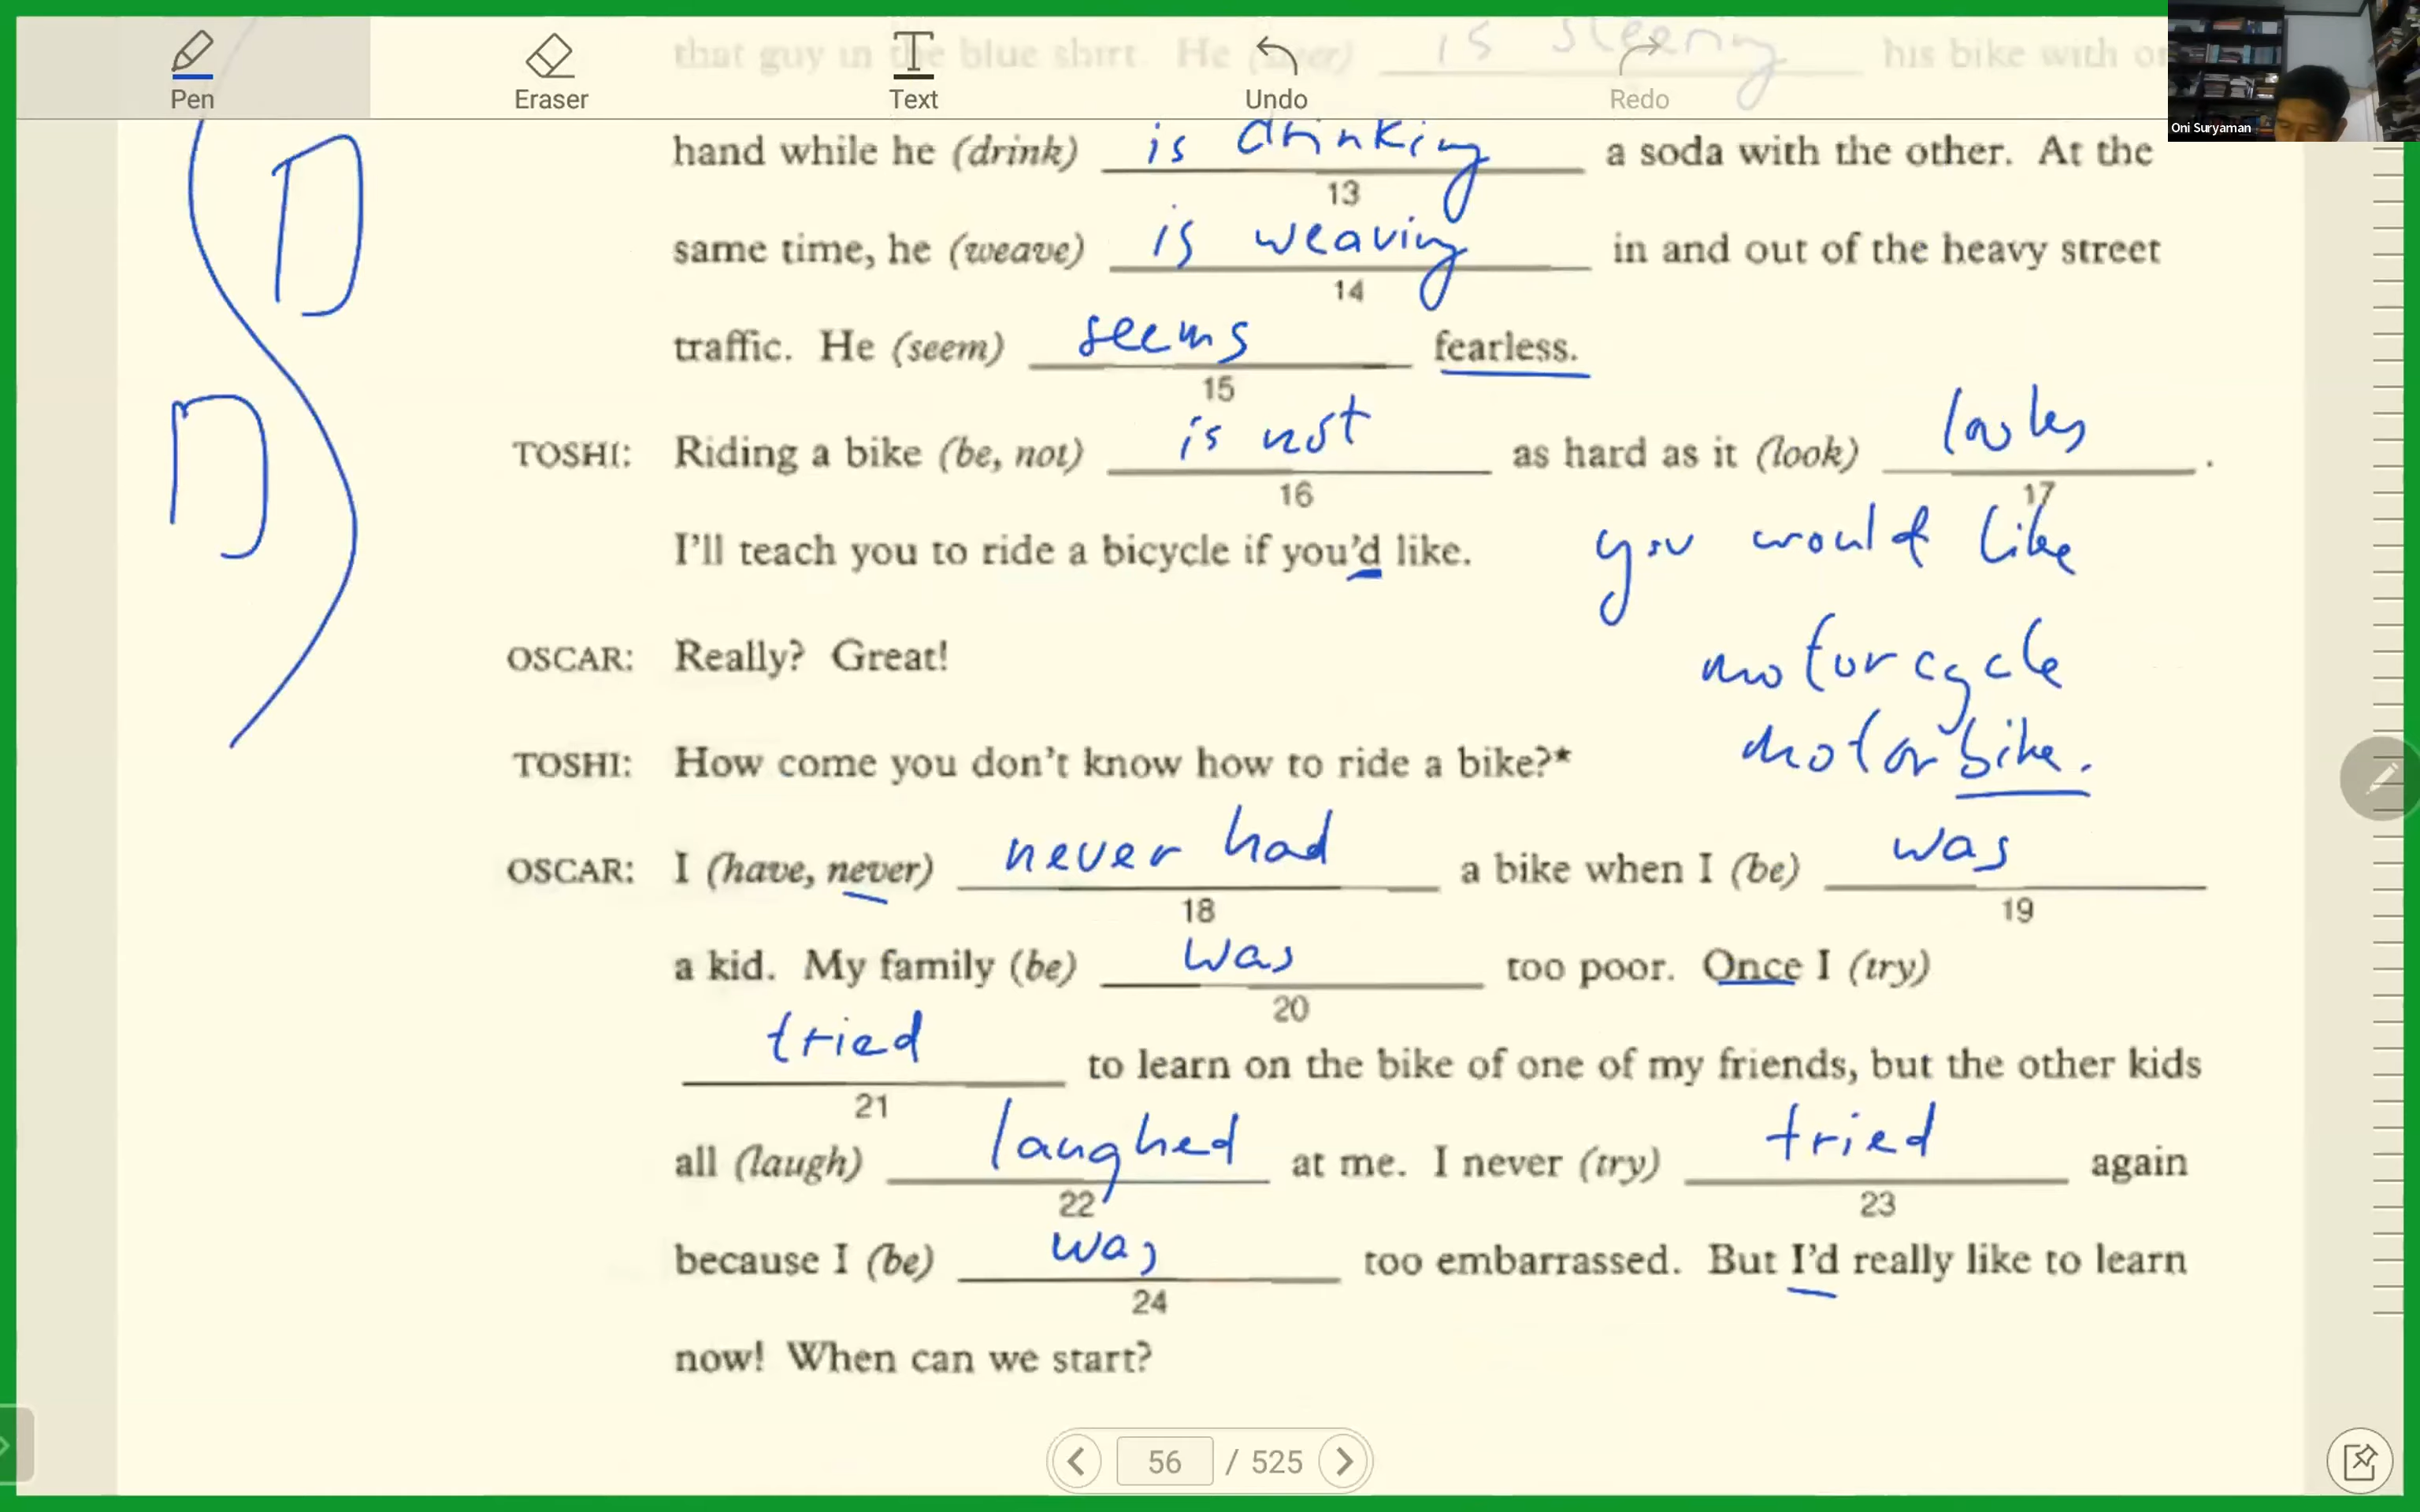 Pen Eraser Text Undo Redo
that guy in the blue shirt. He (steer) is steering his bike with
Oni Suryaman
hand while he (drink) is drinking a soda with the other. At the
13
same time, he (weave) is weaving in and out of the heavy street
14
traffic. He (seem) seems fearless.
15
TOSHI: Riding a bike (be, not) is not as hard as it (look) looks .
16 17
I'll teach you to ride a bicycle if you'd like. you would like
OSCAR: Really? Great! motorcycle
TOSHI: How come you don't know how to ride a bike?* motorbike.
OSCAR: I (have, never) never had a bike when I (be) was
18 19
a kid. My family (be) was too poor. Once I (try)
20
tried to learn on the bike of one of my friends, but the other kids
21
all (laugh) laughed at me. I never (try) tried again
22 23
because I (be) was too embarrassed. But I'd really like to learn
24
now! When can we start?
56 / 525